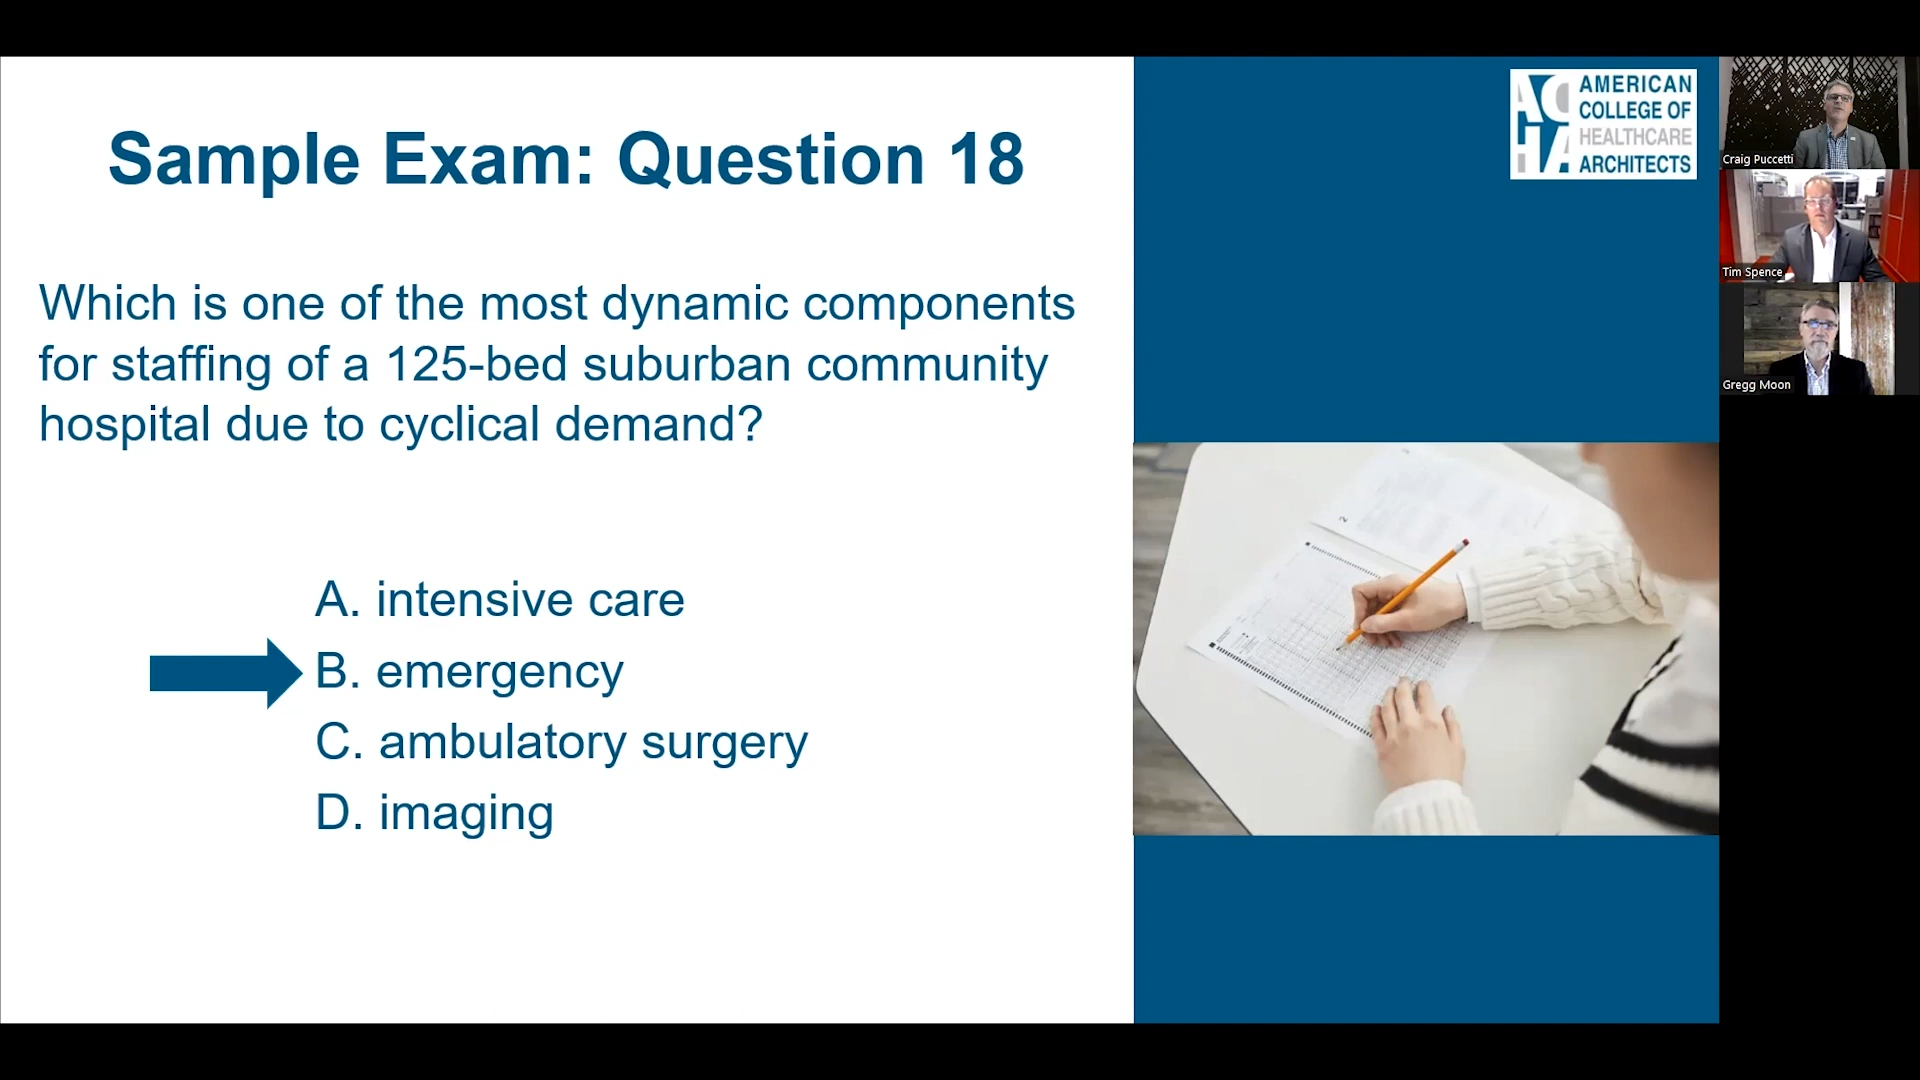 Sample Exam: Question 18
Which is one of the most dynamic components
for staffing of a 125-bed suburban community
hospital due to cyclical demand?
A. intensive care
B. emergency
C. ambulatory surgery
D. imaging
ACHA
AMERICAN
COLLEGE OF
HEALTHCARE
ARCHITECTS
Craig Puccetti
Tim Spence
Gregg Moon